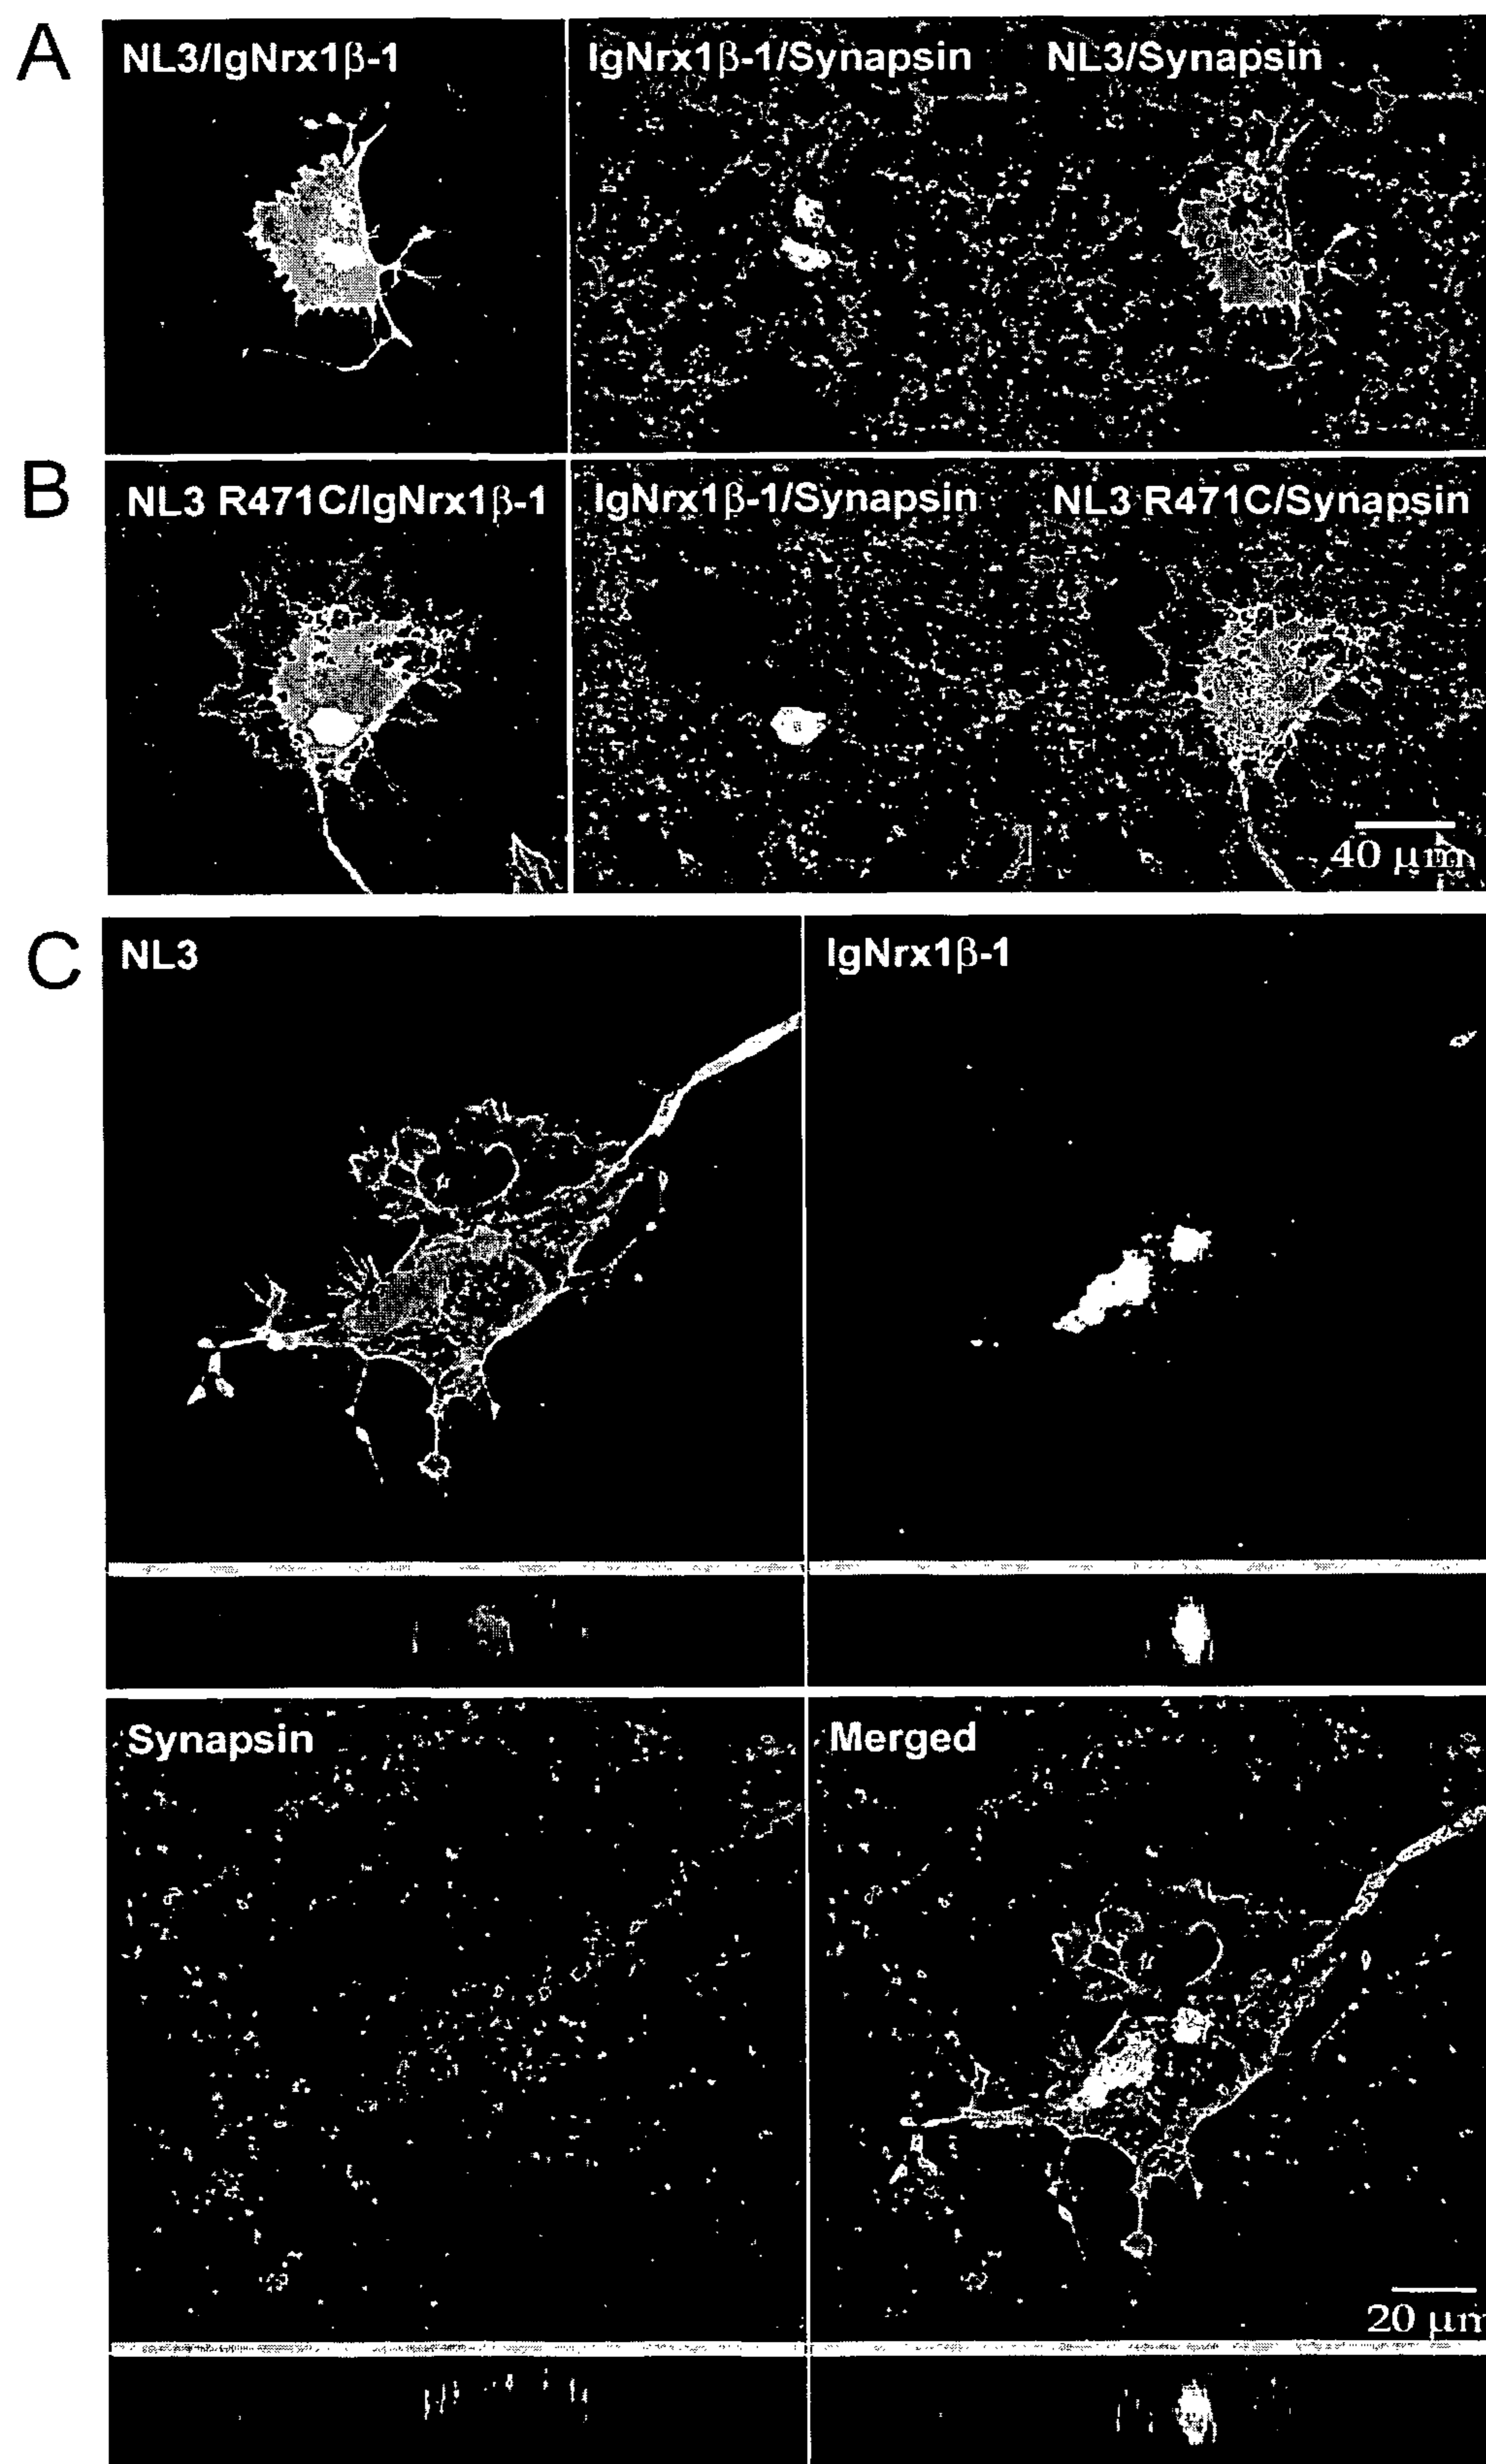 A
NL3/IgNrx1β-1
IgNrx1β-1/Synapsin
NL3/Synapsin
B
NL3 R471C/IgNrx1β-1
IgNrx1β-1/Synapsin
NL3 R471C/Synapsin
40 μm
C
NL3
IgNrx1β-1
Synapsin
Merged
20 μm